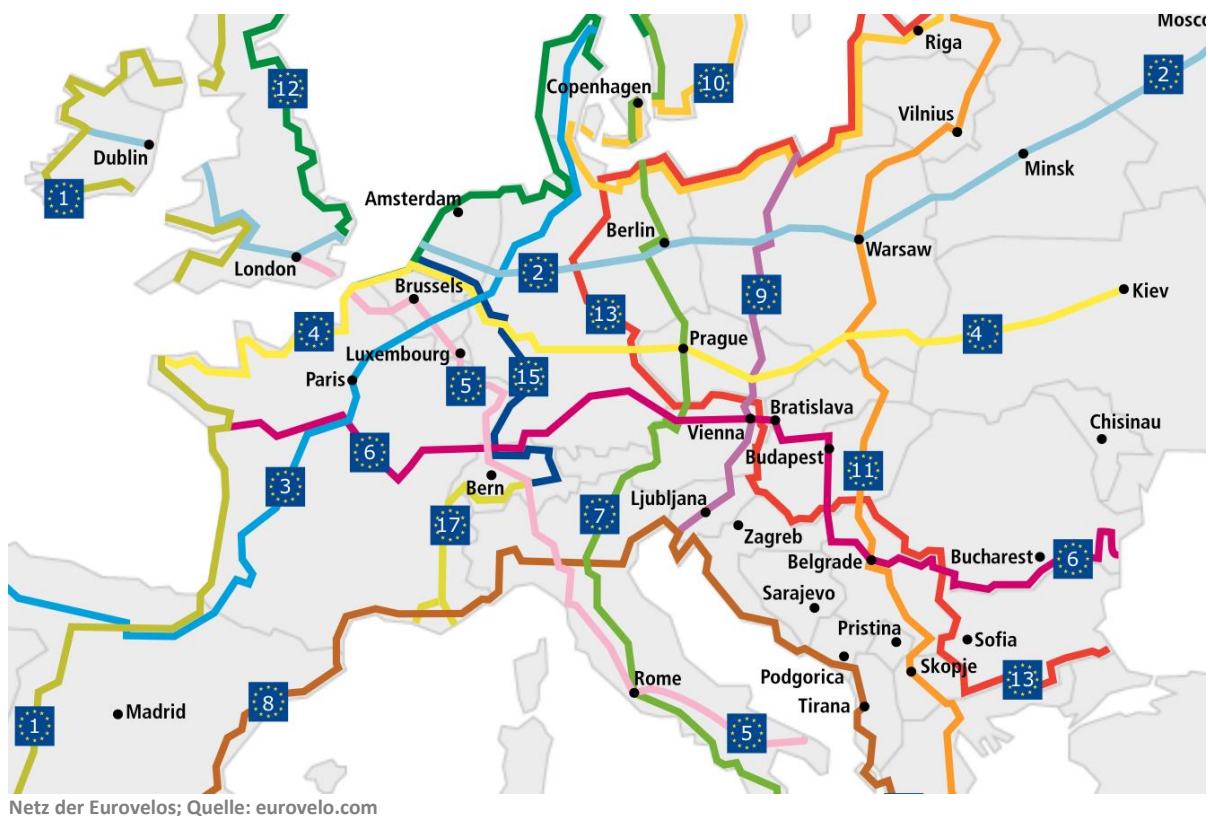 Mosco
12
Riga
2
Copenhagen
10
Vilnius
Dublin
Minsk
1
Amsterdam
Berlin
Warsaw
London
2
9
Kiev
Brussels
13
4
4
Prague
Luxembourg
15
Paris
5
Bratislava
Chisinau
Vienna
6
Budapest
11
3
Bern
Ljubljana
7
17
Zagreb
Belgrade
Bucharest
6
Sarajevo
Pristina
Sofia
Podgorica
Skopje
Rome
13
8
Tirana
Madrid
1
5
Netz der Eurovelos; Quelle: eurovelo.com